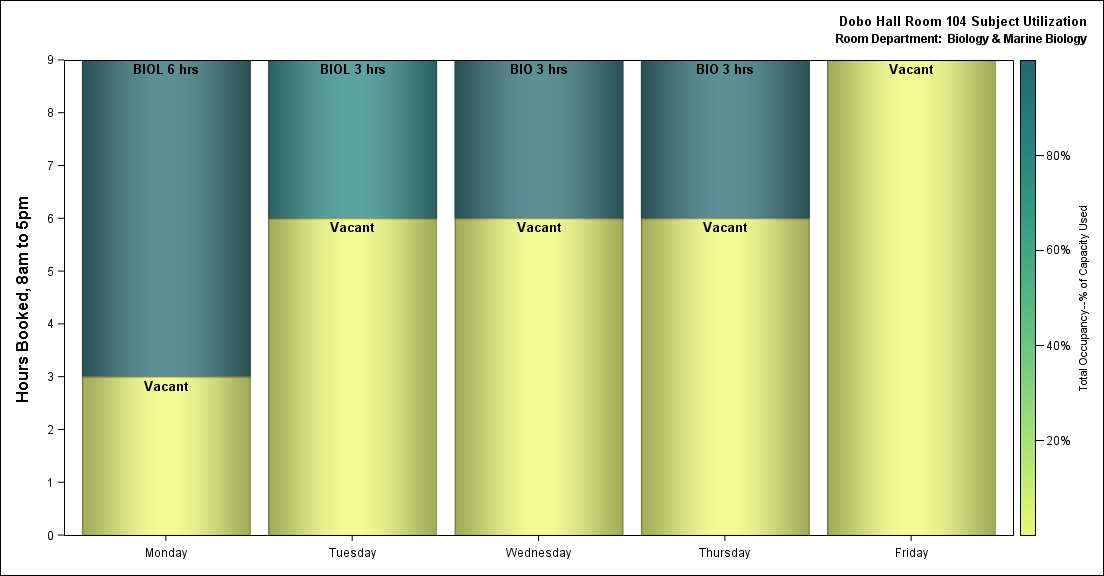 Dobo Hall Room 104 Subject Utilization
Room Department: Biology & Marine Biology
Hours Booked, 8am to 5pm
9
8
7
6
5
4
3
2
1
0
BIOL 6 hrs
BIOL 3 hrs
BIO 3 hrs
BIO 3 hrs
Vacant
Vacant
Vacant
Vacant
Vacant
Monday
Tuesday
Wednesday
Thursday
Friday
80%
60%
40%
20%
Total Occupancy--% of Capacity Used